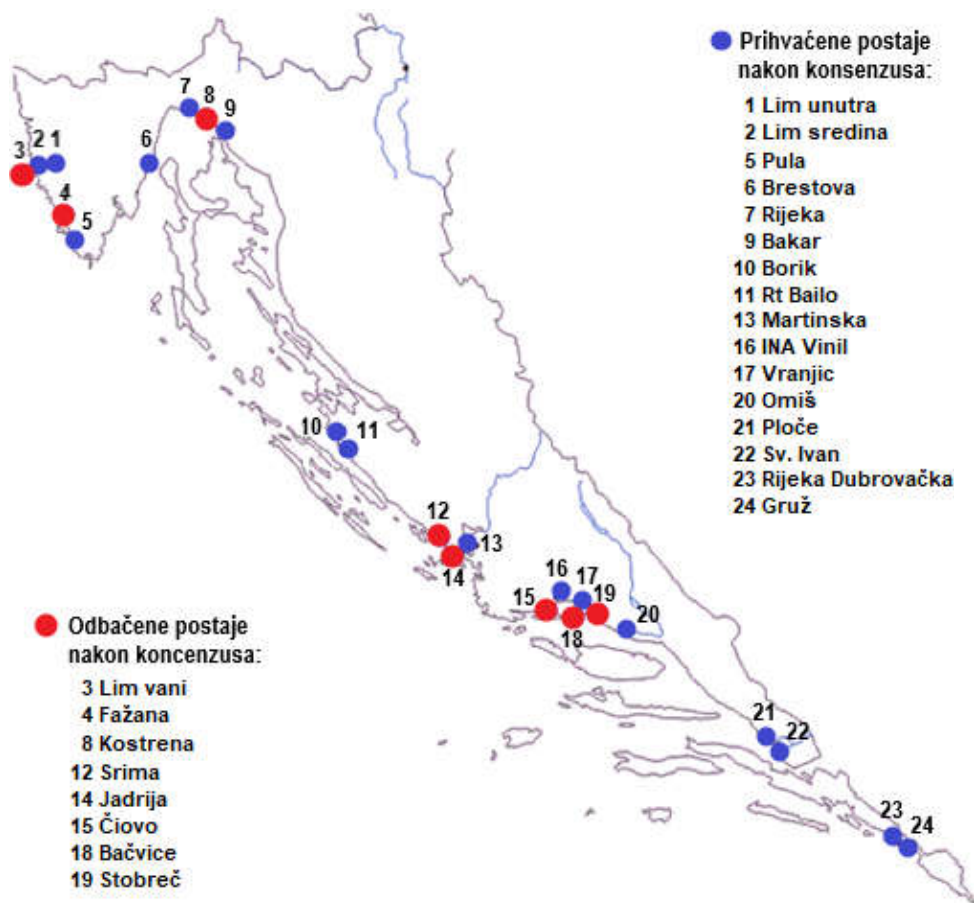 Prihvaćene postaje
nakon konsenzusa:
1 Lim unutra
2 Lim sredina
5 Pula
6 Brestova
7 Rijeka
9 Bakar
10 Borik
11 Rt Bailo
13 Martinska
16 INA Vinil
17 Vranjic
20 Omiš
21 Ploče
22 Sv. Ivan
23 Rijeka Dubrovačka
24 Gruž
7
8
9
3
2
1
6
4
5
10
11
12
13
14
16
17
15
19
20
18
21
22
23
24
Odbačene postaje
nakon koncenzusa:
3 Lim vani
4 Fažana
8 Kostrena
12 Srima
14 Jadrija
15 Čiovo
18 Bačvice
19 Stobreč